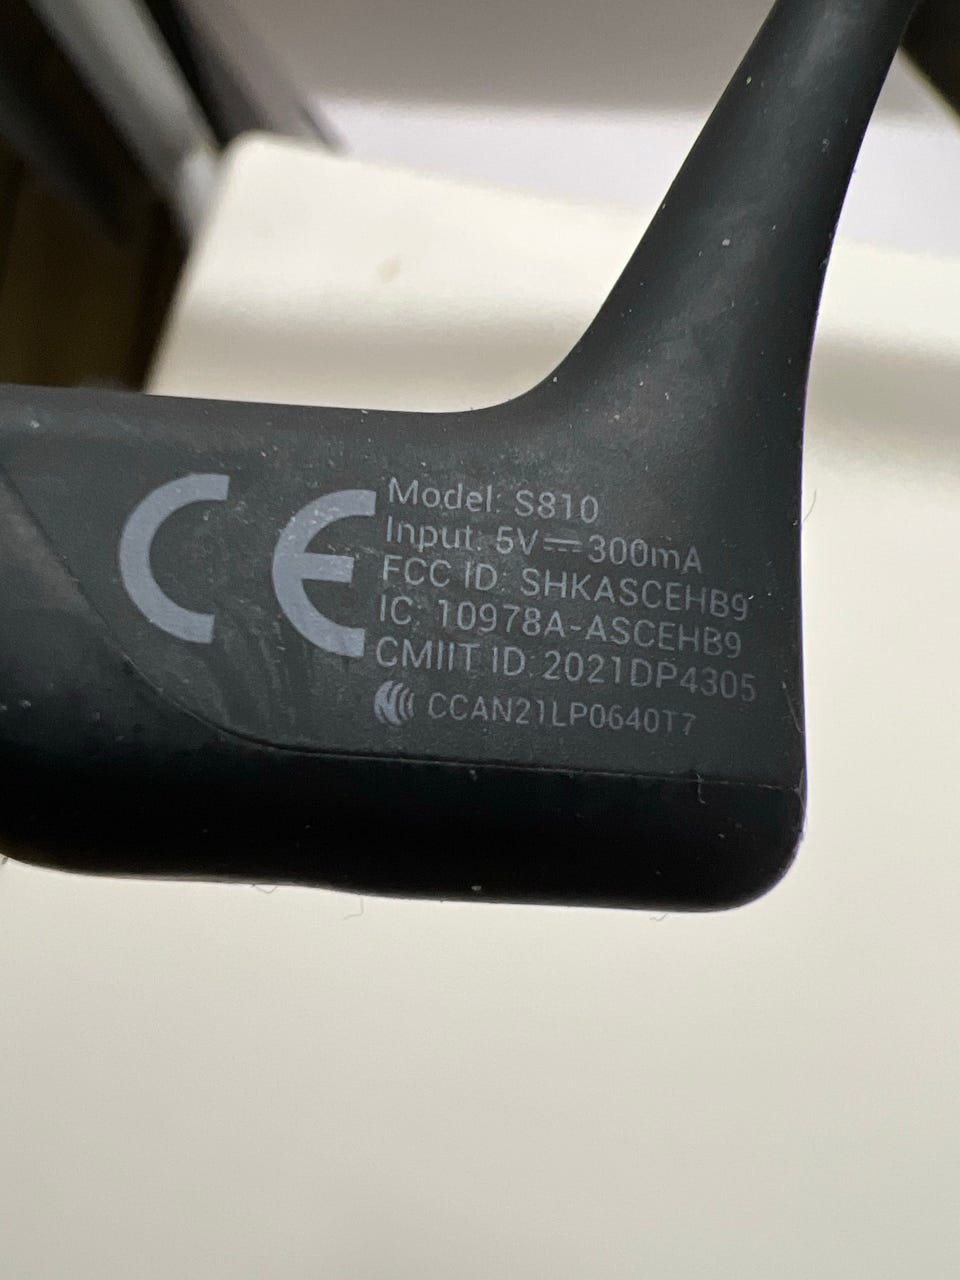 CE
Model: S810
Input: 5V⎓300mA
FCC ID: SHKASCEHB9
IC: 10978A-ASCEHB9
CMIIT ID: 2021DP4305
CCAN21LP0640T7